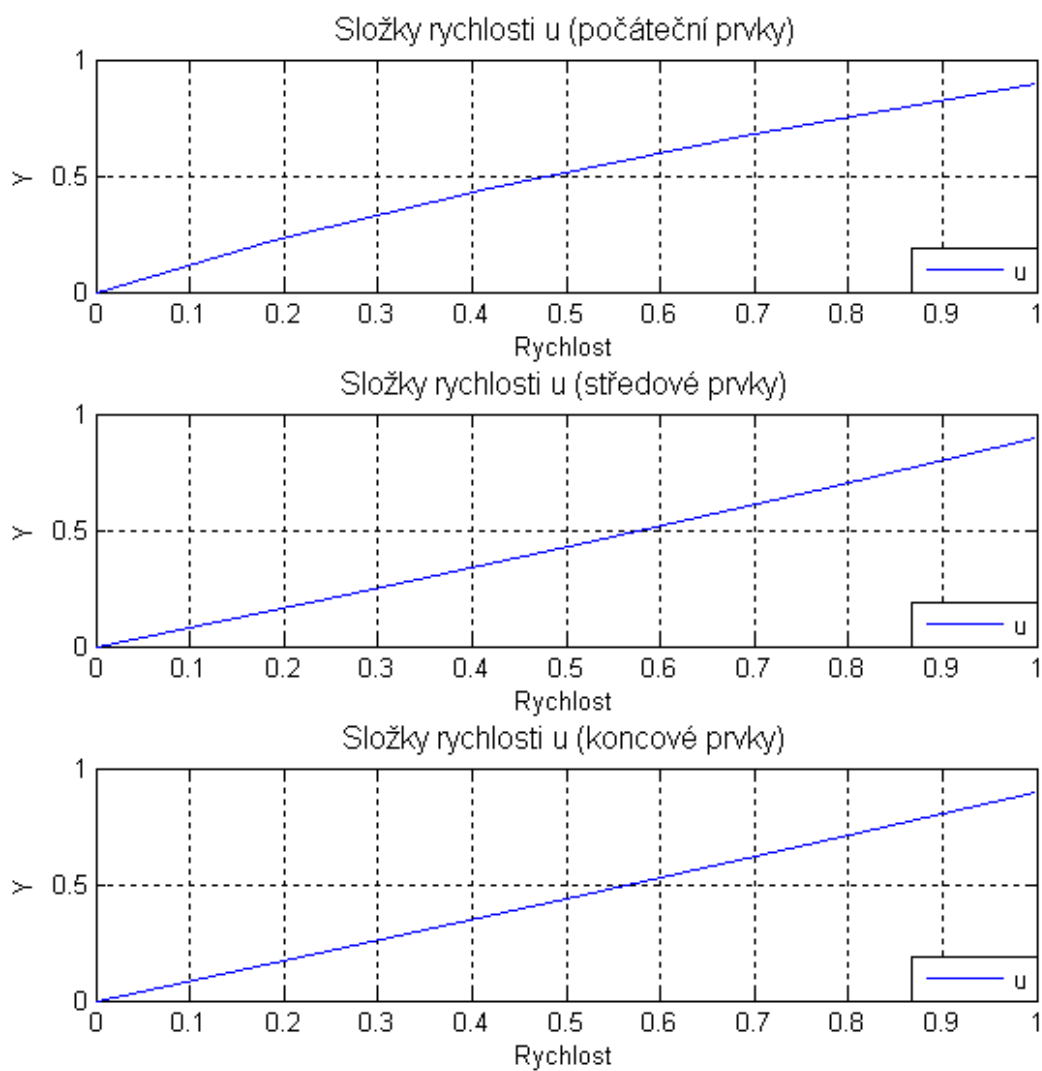 Složky rychlosti u (počáteční prvky)
1
0.5
0
Y
u
0 0.1 0.2 0.3 0.4 0.5 0.6 0.7 0.8 0.9 1
Rychlost
Složky rychlosti u (středové prvky)
1
0.5
0
Y
u
0 0.1 0.2 0.3 0.4 0.5 0.6 0.7 0.8 0.9 1
Rychlost
Složky rychlosti u (koncové prvky)
1
0.5
0
Y
u
0 0.1 0.2 0.3 0.4 0.5 0.6 0.7 0.8 0.9 1
Rychlost